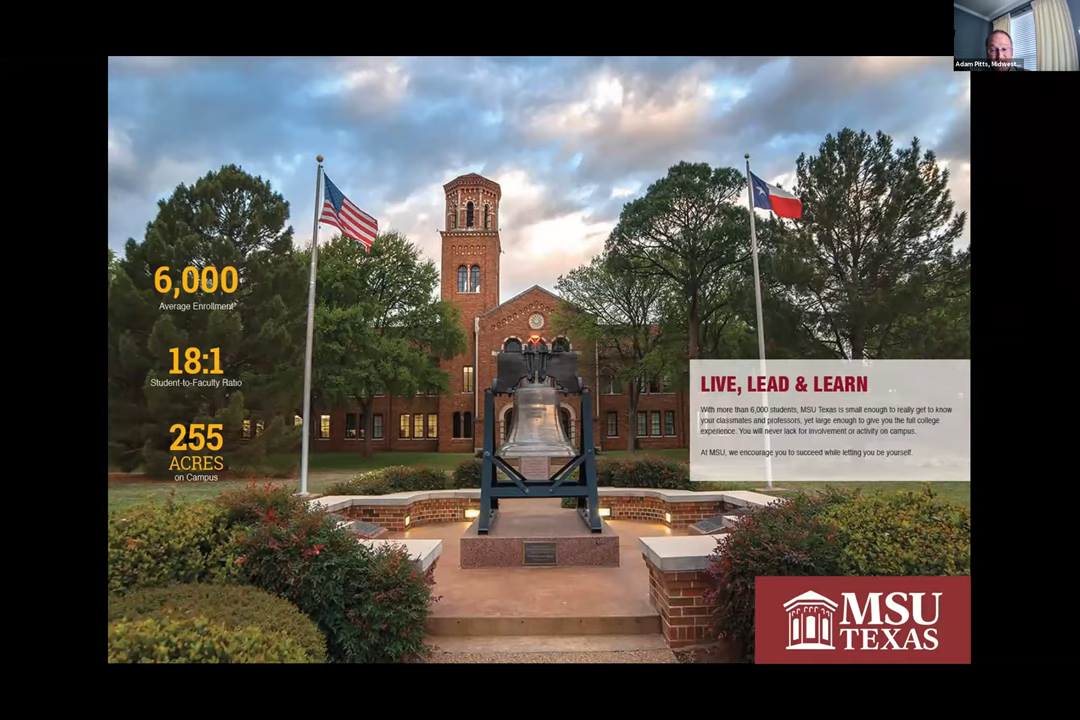 Adam Pitts, Midwest...
6,000
Average Enrollment*
18:1
Student-to-Faculty Ratio
255
ACRES
on Campus
LIVE, LEAD & LEARN
With more than 6,000 students, MSU Texas is small enough to really get to know
your classmates and professors, yet large enough to give you the full college
experience. You will never lack for involvement or activity on campus.
At MSU, we encourage you to succeed while letting you be yourself.
MSU
TEXAS